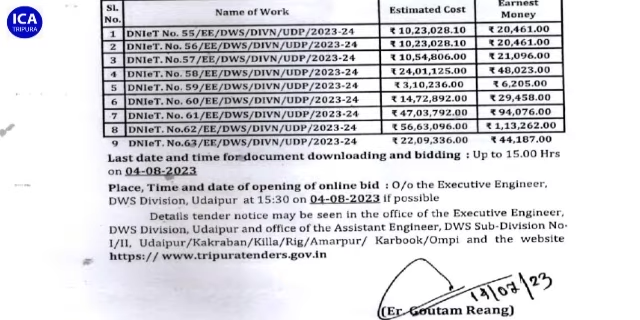 ICA
TRIPURA
Sl. No. Name of Work Estimated Cost Earnest Money
1 DNIeT No. 55/EE/DWS/DIVN/UDP/2023-24 ₹ 10,23,028.10 ₹ 20,461.00
2 DNIeT. No. 56/EE/DWS/DIVN/UDP/2023-24 ₹ 10,23,028.10 ₹ 20,461.00
3 DNIeT No.57/EE/DWS/DIVN/UDP/2023-24 ₹ 10,54,806.00 ₹ 21,096.00
4 DNIeT No. 58/EE/DWS/DIVN/UDP/2023-24 ₹ 24,01,125.00 ₹ 48,023.00
5 DNIeT No. 59/EE/DWS/DIVN/UDP/2023-24 ₹ 3,10,236.00 ₹ 6,205.00
6 DNIeT No. 60/EE/DWS/DIVN/UDP/2023-24 ₹ 14,72,892.00 ₹ 29,458.00
7 DNIeT No. 61/EE/DWS/DIVN/UDP/2023-24 ₹ 47,03,792.00 ₹ 94,076.00
8 DNIeT. No.62/EE/DWS/DIVN/UDP/2023-24 ₹ 56,63,096.00 ₹ 1,13,262.00
9 DNIeT. No.63/EE/DWS/DIVN/UDP/2023-24 ₹ 22,09,336.00 ₹ 44,187.00
Last date and time for document downloading and bidding : Up to 15.00 Hrs
on 04-08-2023
Place, Time and date of opening of online bid : O/o the Executive Engineer,
DWS Division, Udaipur at 15:30 on 04-08-2023 if possible
Details tender notice may be seen in the office of the Executive Engineer,
DWS Division, Udaipur and office of the Assistant Engineer, DWS Sub-Division No-
I/II, Udaipur/Kakraban/Killa/Rig/Amarpur/ Karbook/Ompi and the website
https:// www.tripuratenders.gov.in
(Er. Goutam Reang)